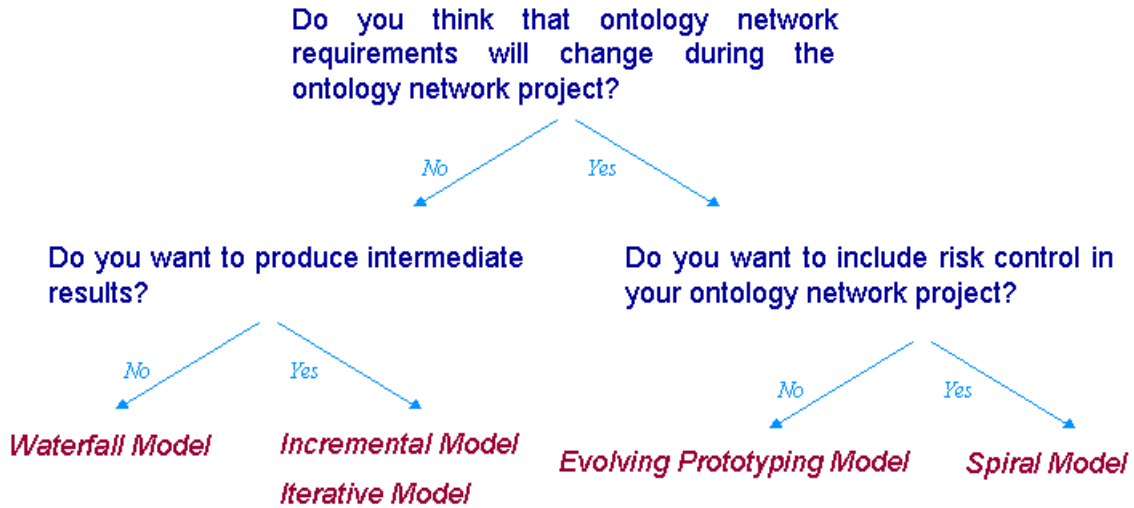 Do you think that ontology network
requirements will change during the
ontology network project?
No
Yes
Do you want to produce intermediate
results?
Do you want to include risk control in
your ontology network project?
No
Yes
No
Yes
Waterfall Model
Incremental Model
Iterative Model
Evolving Prototyping Model
Spiral Model